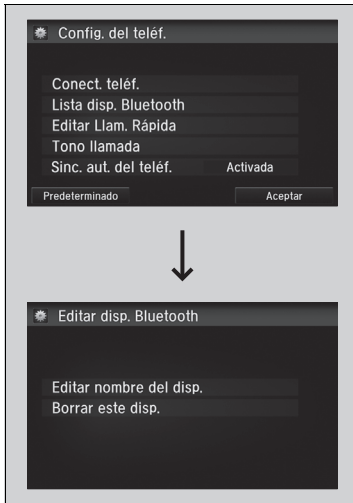 Config. del teléf.
Conect. teléf.
Lista disp. Bluetooth
Editar Llam. Rápida
Tono llamada
Sinc. aut. del teléf. Activada
Predeterminado Aceptar
Editar disp. Bluetooth
Editar nombre del disp.
Borrar este disp.